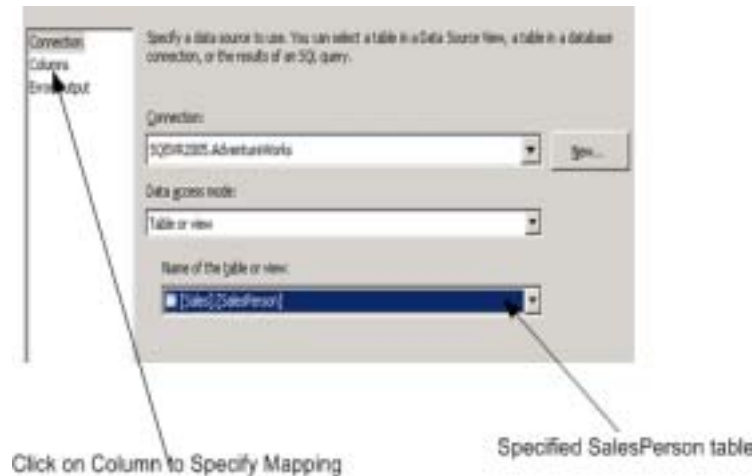 Connection
Columns
Error Output
Specify a data source to use. You can select a table in a Data Source View, a table in a database
connection, or the results of an SQL query.
Connection:
AdventureWorks
New...
Data access mode:
Table or view
Name of the table or view:
[Sales].[SalesPerson]
Click on Column to Specify Mapping
Specified SalesPerson table